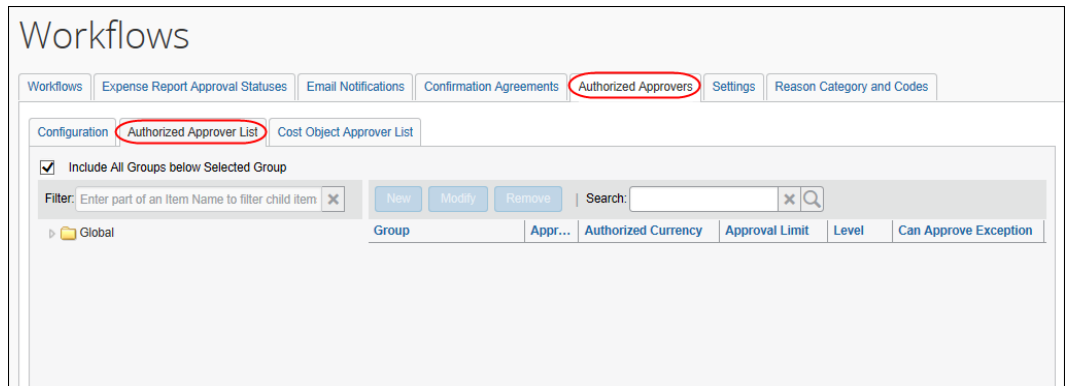 Workflows
Workflows Expense Report Approval Statuses Email Notifications Confirmation Agreements Authorized Approvers Settings Reason Category and Codes
Configuration Authorized Approver List Cost Object Approver List
Include All Groups below Selected Group
Filter: Enter part of an Item Name to filter child item New Modify Remove | Search:
Global Group Appr... Authorized Currency Approval Limit Level Can Approve Exception